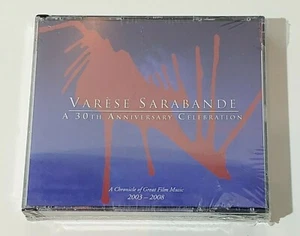 VARÈSE SARABANDE
A 30TH ANNIVERSARY CELEBRATION
A Chronicle of Great Film Music
2003 – 2008